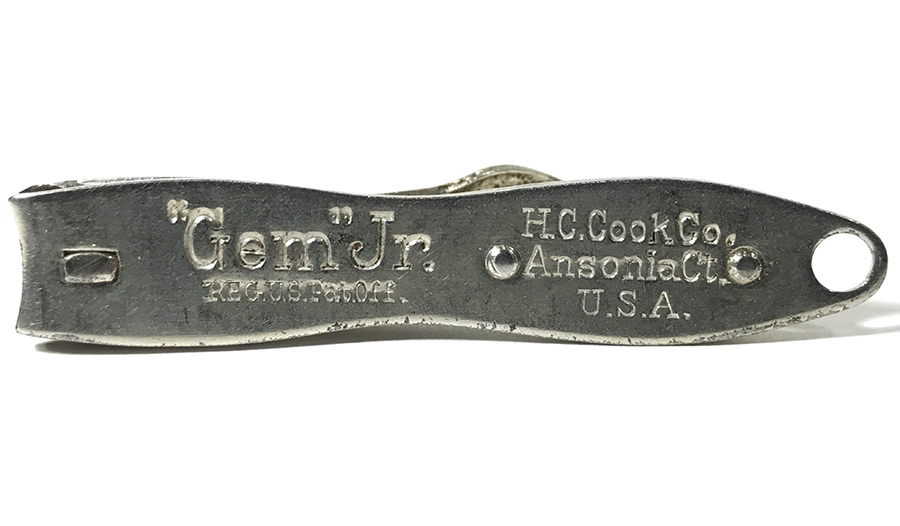 "Gem" Jr.
REG.U.S.Pat.Off.
H.C.Cook Co.
Ansonia Ct.
U.S.A.